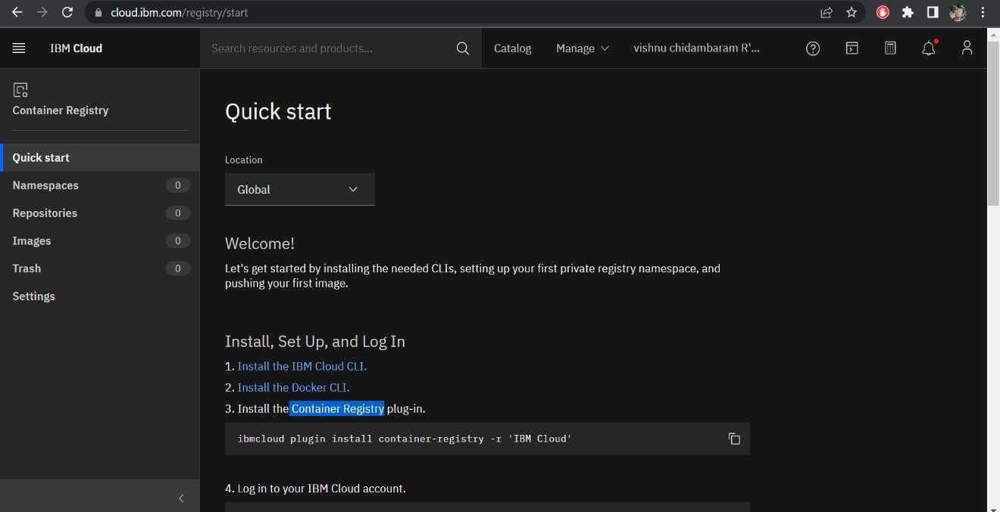 cloud.ibm.com/registry/start
IBM Cloud
Search resources and products...
Catalog
Manage
vishnu chidambaram R'...
Container Registry
Quick start
Namespaces 0
Repositories 0
Images 0
Trash 0
Settings
Quick start
Location
Global
Welcome!
Let's get started by installing the needed CLIs, setting up your first private registry namespace, and
pushing your first image.
Install, Set Up, and Log In
1. Install the IBM Cloud CLI.
2. Install the Docker CLI.
3. Install the Container Registry plug-in.
ibmcloud plugin install container-registry -r 'IBM Cloud'
4. Log in to your IBM Cloud account.